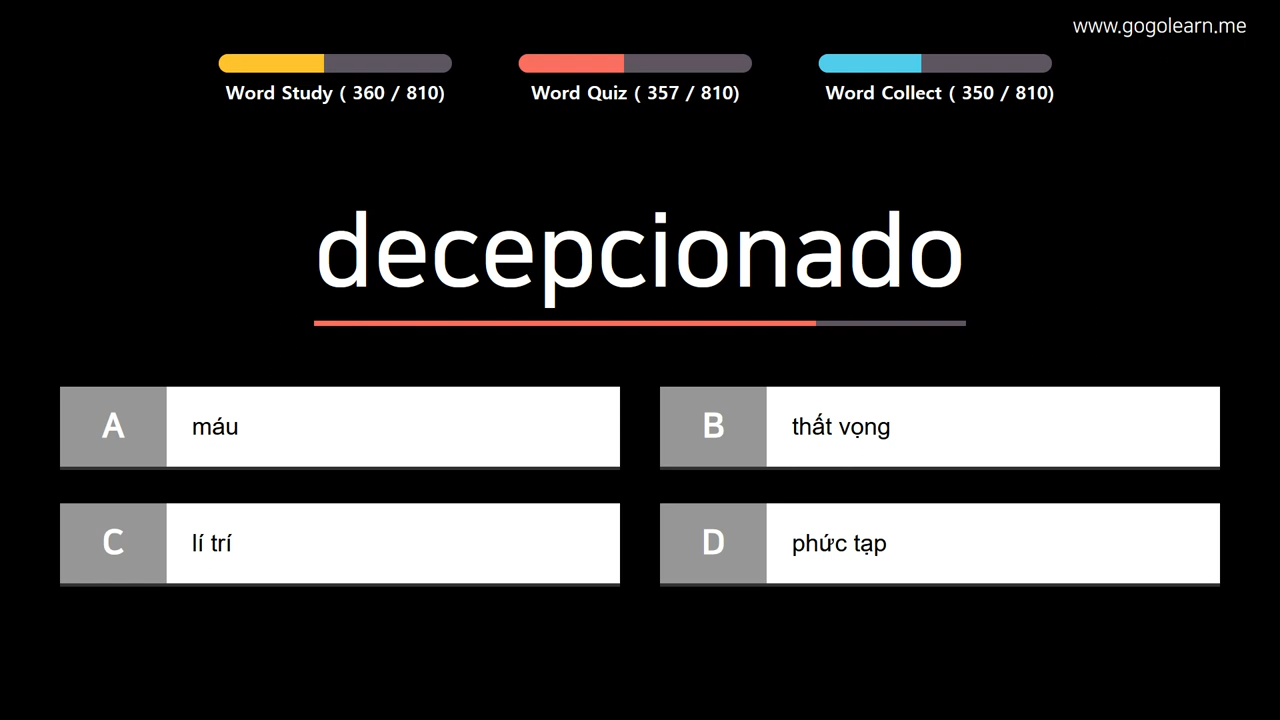 www.gogolearn.me
Word Study ( 360 / 810)
Word Quiz ( 357 / 810)
Word Collect ( 350 / 810)
decepcionado
A máu
B thất vọng
C lí trí
D phức tạp